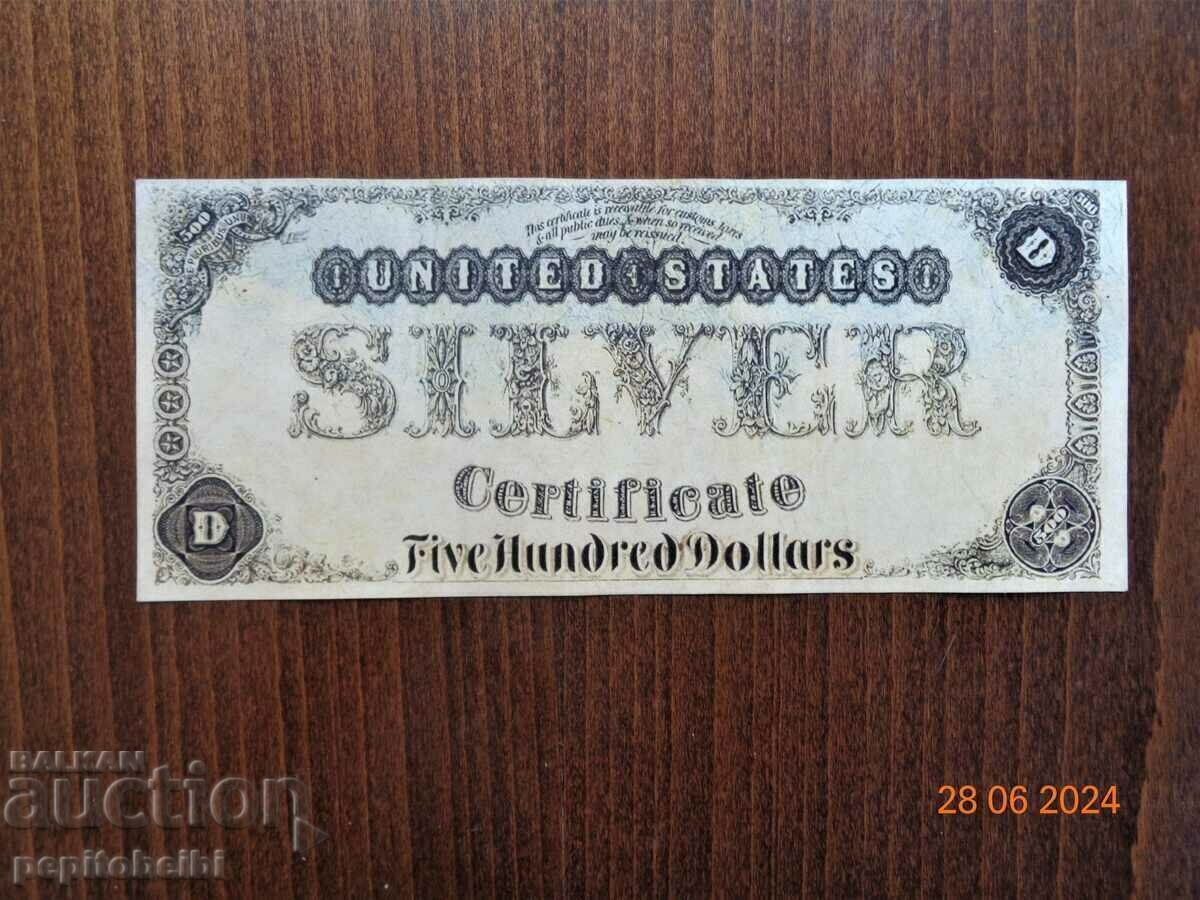 500
This certificate is receivable for customs, taxes
& all public dues, & when so received
may be reissued.
D
UNITED STATES
SILVER
Certificate
D
Five Hundred Dollars
500
BALKAN
auction
pepitobeibi
28 06 2024